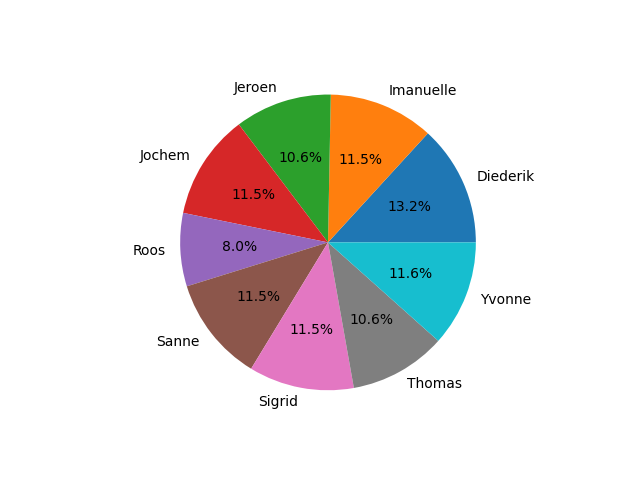 Jeroen
Imanuelle
Jochem
10.6%
11.5%
Diederik
11.5%
13.2%
Roos
8.0%
11.6%
Sanne
11.5%
11.5%
10.6%
Yvonne
Sigrid
Thomas